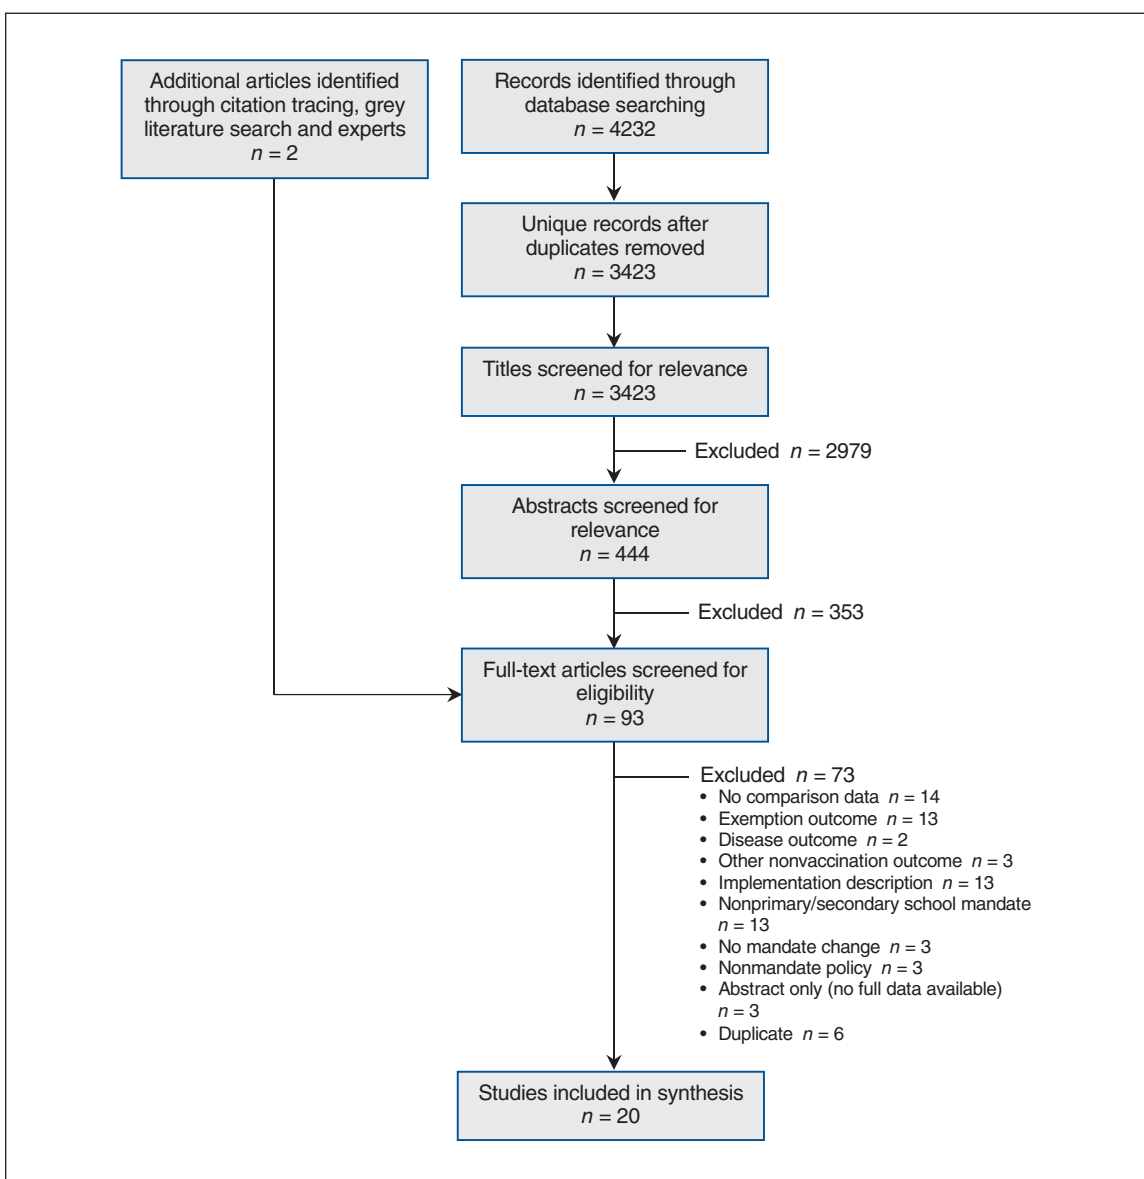 Additional articles identified
through citation tracing, grey
literature search and experts
n = 2
Records identified through
database searching
n = 4232
Unique records after
duplicates removed
n = 3423
Titles screened for relevance
n = 3423
Excluded n = 2979
Abstracts screened for
relevance
n = 444
Excluded n = 353
Full-text articles screened for
eligibility
n = 93
Excluded n = 73
• No comparison data n = 14
• Exemption outcome n = 13
• Disease outcome n = 2
• Other nonvaccination outcome n = 3
• Implementation description n = 13
• Nonprimary/secondary school mandate
n = 13
• No mandate change n = 3
• Nonmandate policy n = 3
• Abstract only (no full data available)
n = 3
• Duplicate n = 6
Studies included in synthesis
n = 20